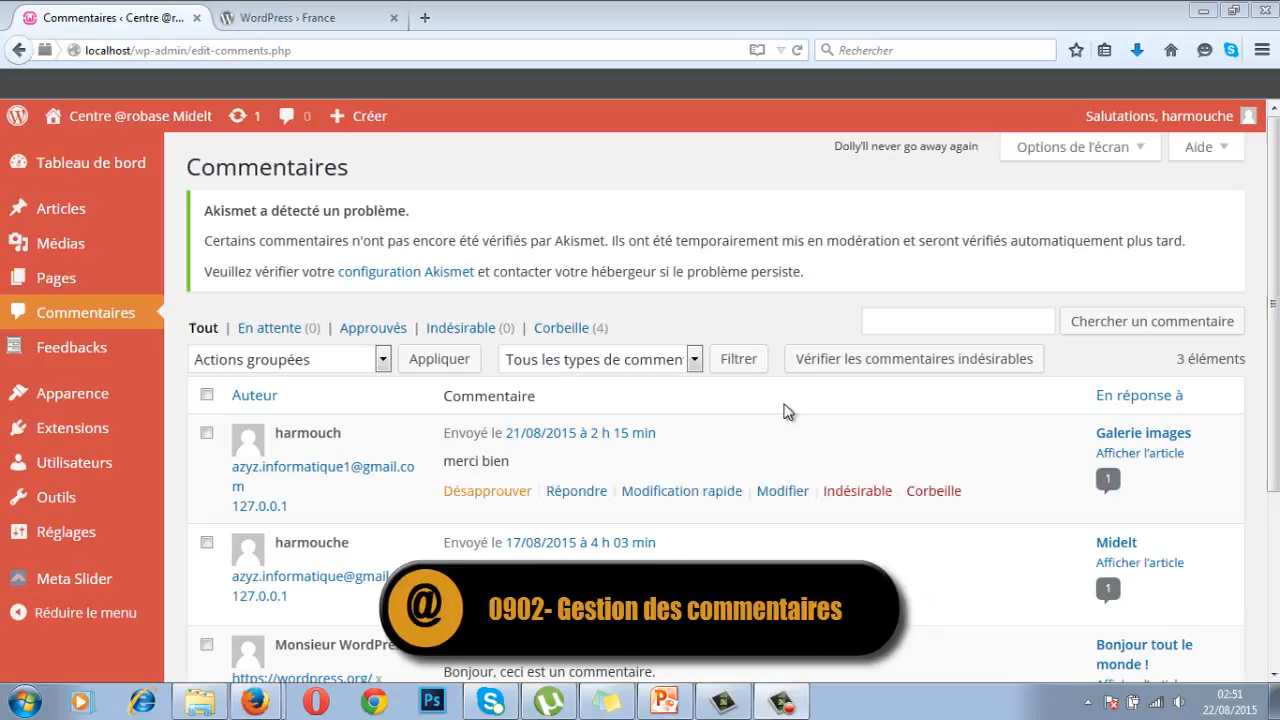 Commentaires ‹ Centre @r... ×
WordPress › France ×
localhost/wp-admin/edit-comments.php
Rechercher
Centre @robase Midelt 1 0 Créer
Salutations, harmouche
Tableau de bord
Articles
Médias
Pages
Commentaires
Feedbacks
Apparence
Extensions
Utilisateurs
Outils
Réglages
Meta Slider
Réduire le menu
Dolly'll never go away again
Options de l'écran
Aide
Commentaires
Akismet a détecté un problème.
Certains commentaires n'ont pas encore été vérifiés par Akismet. Ils ont été temporairement mis en modération et seront vérifiés automatiquement plus tard.
Veuillez vérifier votre configuration Akismet et contacter votre hébergeur si le problème persiste.
Tout | En attente (0) | Approuvés | Indésirable (0) | Corbeille (4)
Chercher un commentaire
Actions groupées Appliquer Tous les types de commen Filtrer Vérifier les commentaires indésirables 3 éléments
Auteur Commentaire En réponse à
harmouch
azyz.informatique1@gmail.co
m
127.0.0.1
Envoyé le 21/08/2015 à 2 h 15 min
merci bien
Désapprouver | Répondre | Modification rapide | Modifier | Indésirable | Corbeille
Galerie images
Afficher l'article
1
harmouche
azyz.informatique@gmail
127.0.0.1
Envoyé le 17/08/2015 à 4 h 03 min
Midelt
Afficher l'article
1
@ 0902- Gestion des commentaires
Monsieur WordPre
https://wordpress.org/ x
Bonjour, ceci est un commentaire.
Bonjour tout le
monde !
Afficher l'article
02:51
22/08/2015